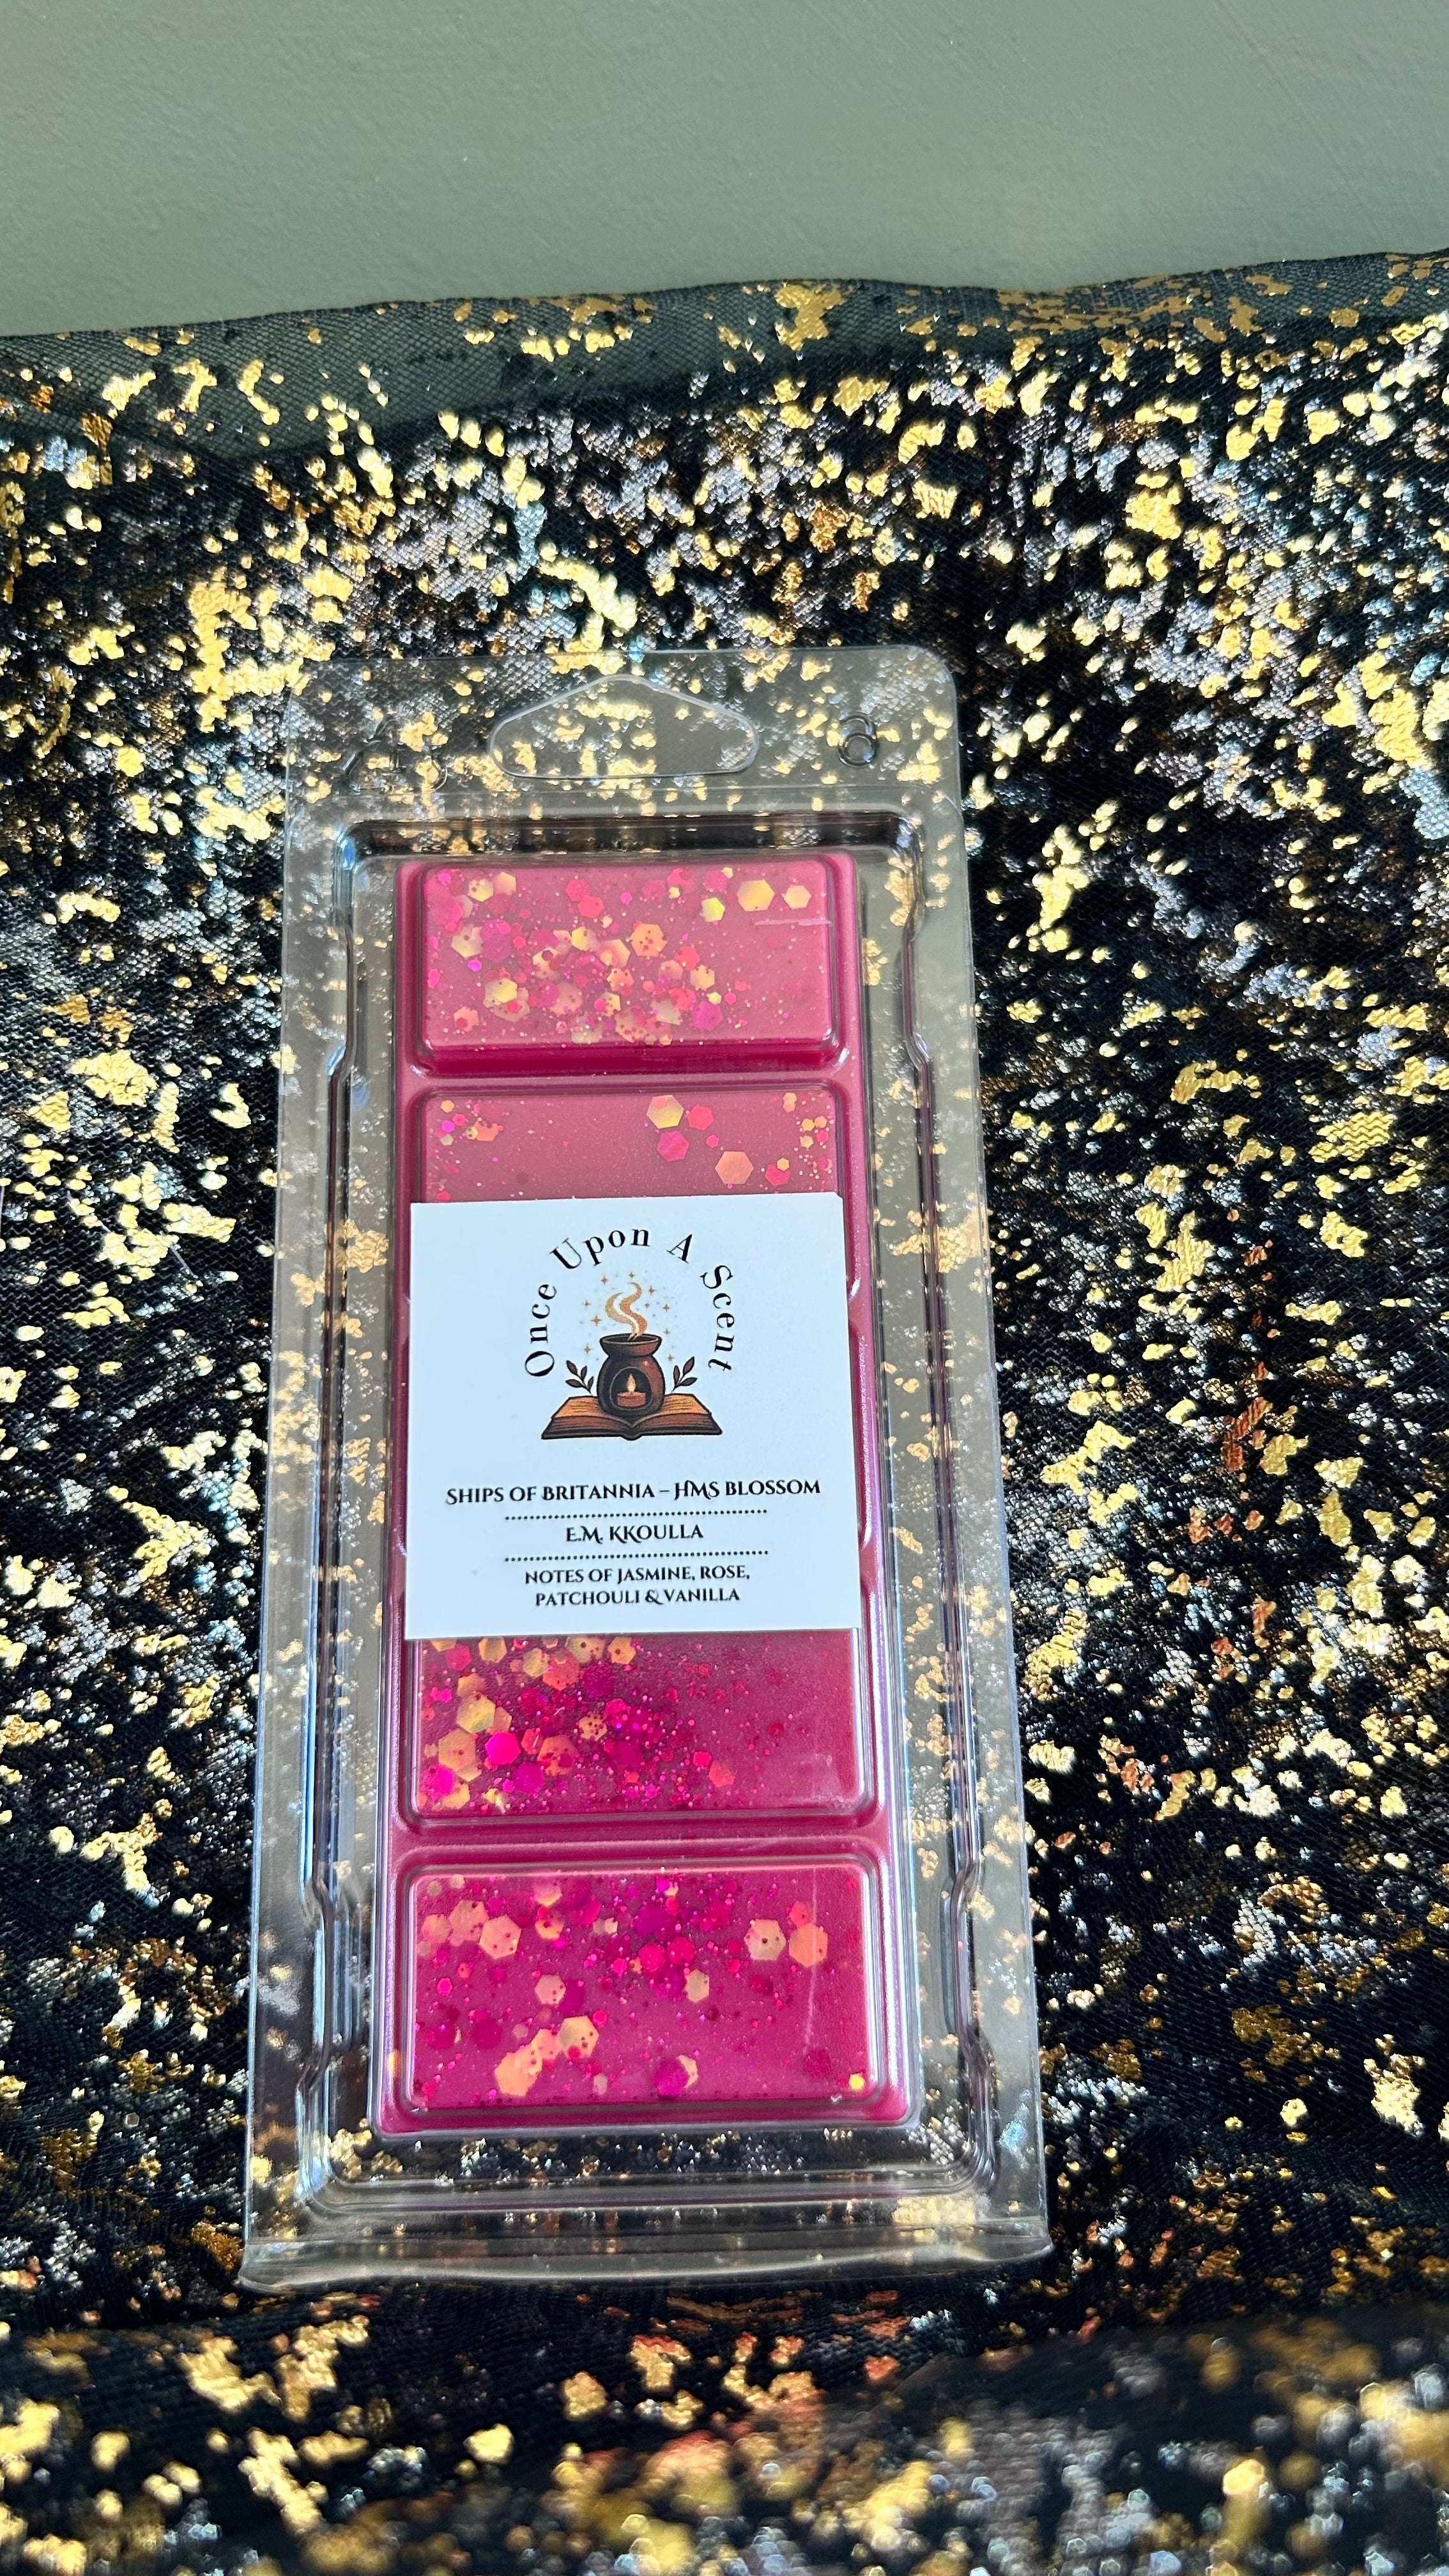 Once Upon A Scent
SHIPS OF BRITANNIA – HMS BLOSSOM
E.M. KKOULLA
NOTES OF JASMINE, ROSE,
PATCHOULI & VANILLA